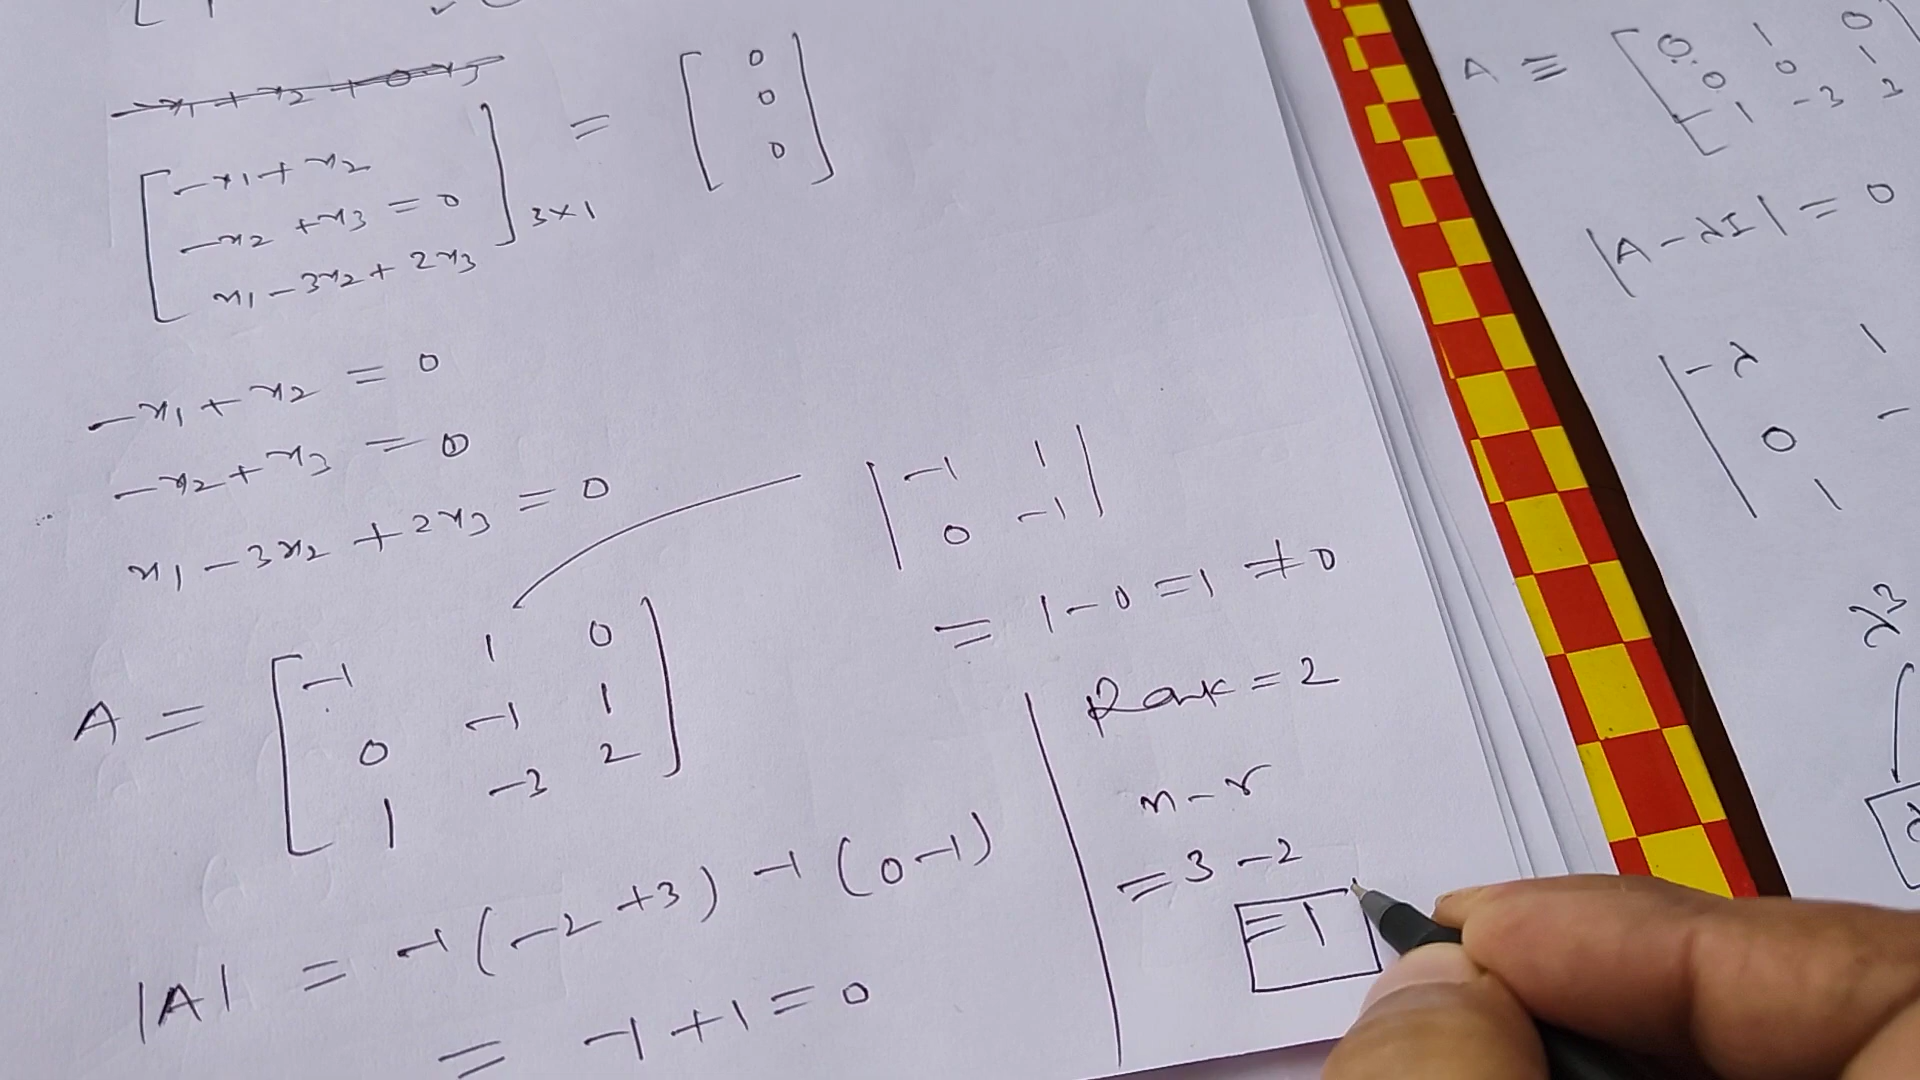 -x₁ + x₂ + 0 x₃
[ -x₁ + x₂
-x₂ + x₃ = 0
x₁ - 3x₂ + 2x₃ ] 3×1 = [ 0
0
0 ]
-x₁ + x₂ = 0
-x₂ + x₃ = 0
x₁ - 3x₂ + 2x₃ = 0
A = [ -1 1 0
0 -1 1
1 -3 2 ]
|A| = -1 (-2 +3) -1 (0-1)
= -1 +1 = 0
| -1 1 |
| 0 -1 |
= 1-0 = 1 ≠ 0
Rank = 2
n - r
= 3 - 2
= 1
A ≡ [ 0 1 0
0 0 1
1 -3 3
|A - λI| = 0
| -λ 1
0 -
1
λ³